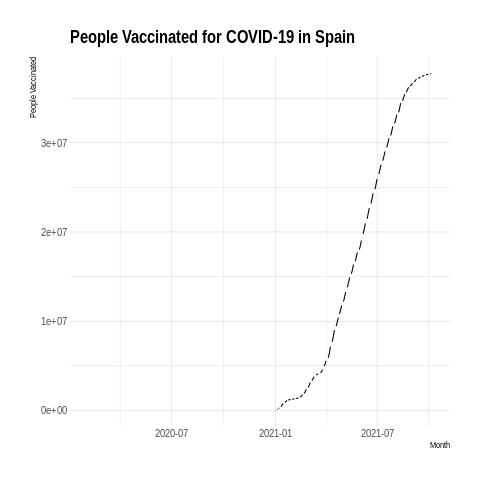 People Vaccinated for COVID-19 in Spain
People Vaccinated
3e+07
2e+07
1e+07
0e+00
2020-07 2021-01 2021-07
Month